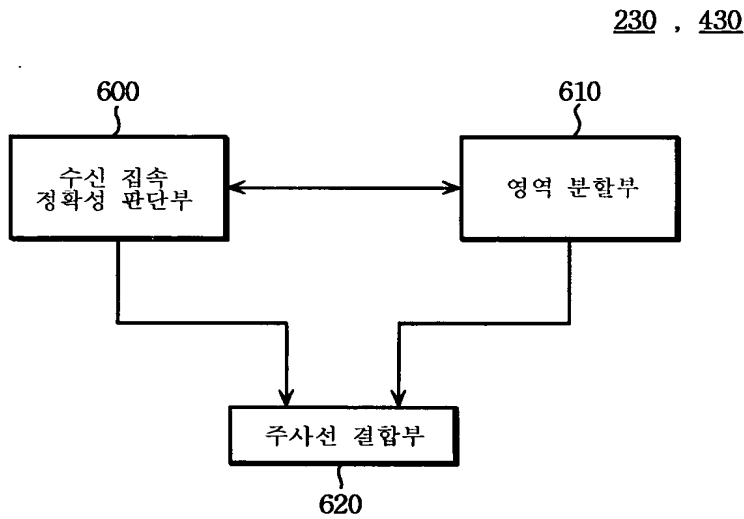 230 , 430
600
610
수신 집속
정확성 판단부
영역 분할부
주사선 결합부
620